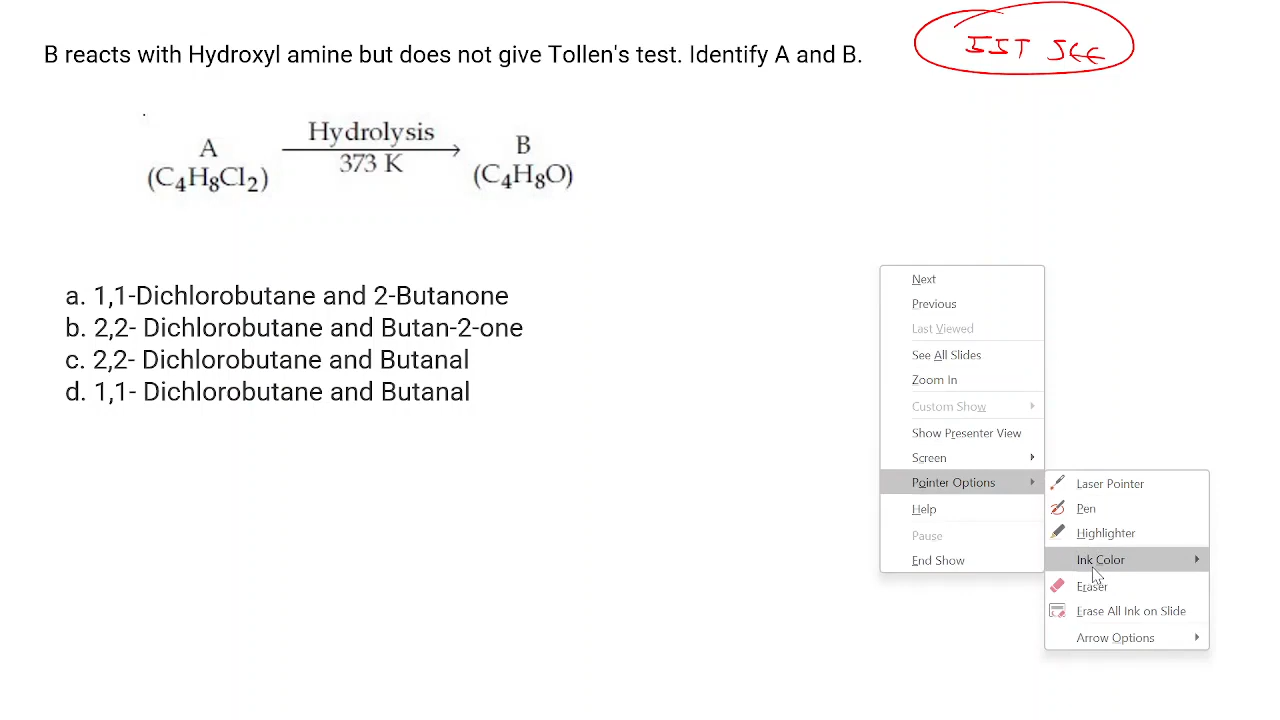 B reacts with Hydroxyl amine but does not give Tollen's test. Identify A and B.
IIT JEE
A
(C₄H₈Cl₂)
Hydrolysis
373 K
B
(C₄H₈O)
a. 1,1-Dichlorobutane and 2-Butanone
b. 2,2- Dichlorobutane and Butan-2-one
c. 2,2- Dichlorobutane and Butanal
d. 1,1- Dichlorobutane and Butanal
Next
Previous
Last Viewed
See All Slides
Zoom In
Custom Show
Show Presenter View
Screen
Pointer Options
Help
Pause
End Show
Laser Pointer
Pen
Highlighter
Ink Color
Eraser
Erase All Ink on Slide
Arrow Options